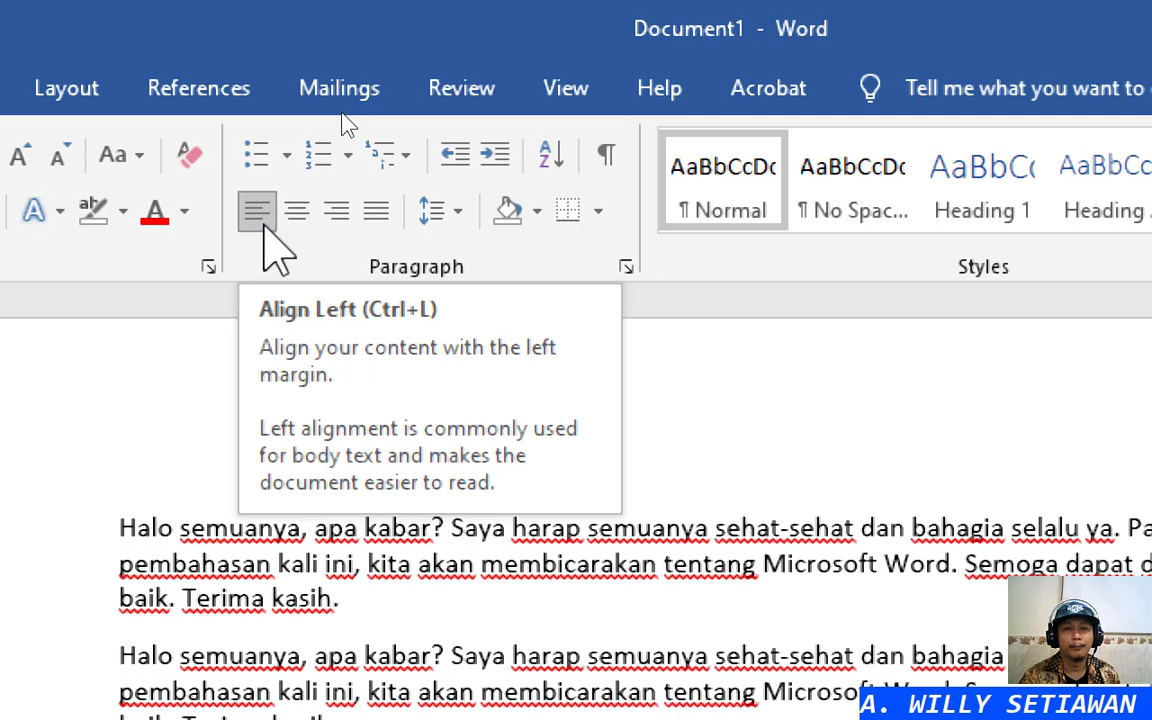 Document1 - Word
Layout References Mailings Review View Help Acrobat Tell me what you want to
Aa
AaBbCcDc AaBbCcDc AaBbCc AaBbCcD
¶ Normal ¶ No Spac... Heading 1 Heading
Paragraph Styles
Align Left (Ctrl+L)
Align your content with the left
margin.
Left alignment is commonly used
for body text and makes the
document easier to read.
Halo semuanya, apa kabar? Saya harap semuanya sehat-sehat dan bahagia selalu ya. Pa
pembahasan kali ini, kita akan membicarakan tentang Microsoft Word. Semoga dapat d
baik. Terima kasih.
Halo semuanya, apa kabar? Saya harap semuanya sehat-sehat dan bahagia
pembahasan kali ini, kita akan membicarakan tentang Microsoft
A. WILLY SETIAWAN